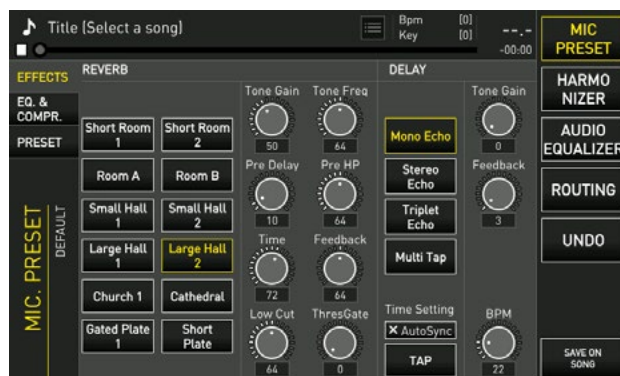 Title (Select a song)
Bpm [0]
Key [0]
--.-
-00:00
MIC
PRESET
HARMO
NIZER
AUDIO
EQUALIZER
ROUTING
UNDO
SAVE ON
SONG
EFFECTS
EQ. &
COMPR.
PRESET
MIC. PRESET
DEFAULT
REVERB
Short Room
1
Short Room
2
Room A
Room B
Small Hall
1
Small Hall
2
Large Hall
1
Large Hall
2
Church 1
Cathedral
Gated Plate
1
Short
Plate
Tone Gain
50
Tone Freq
64
Pre Delay
10
Pre HP
64
Time
72
Feedback
64
Low Cut
64
ThresGate
0
DELAY
Mono Echo
Stereo
Echo
Triplet
Echo
Multi Tap
Time Setting
X AutoSync
TAP
Tone Gain
0
Feedback
3
BPM
22